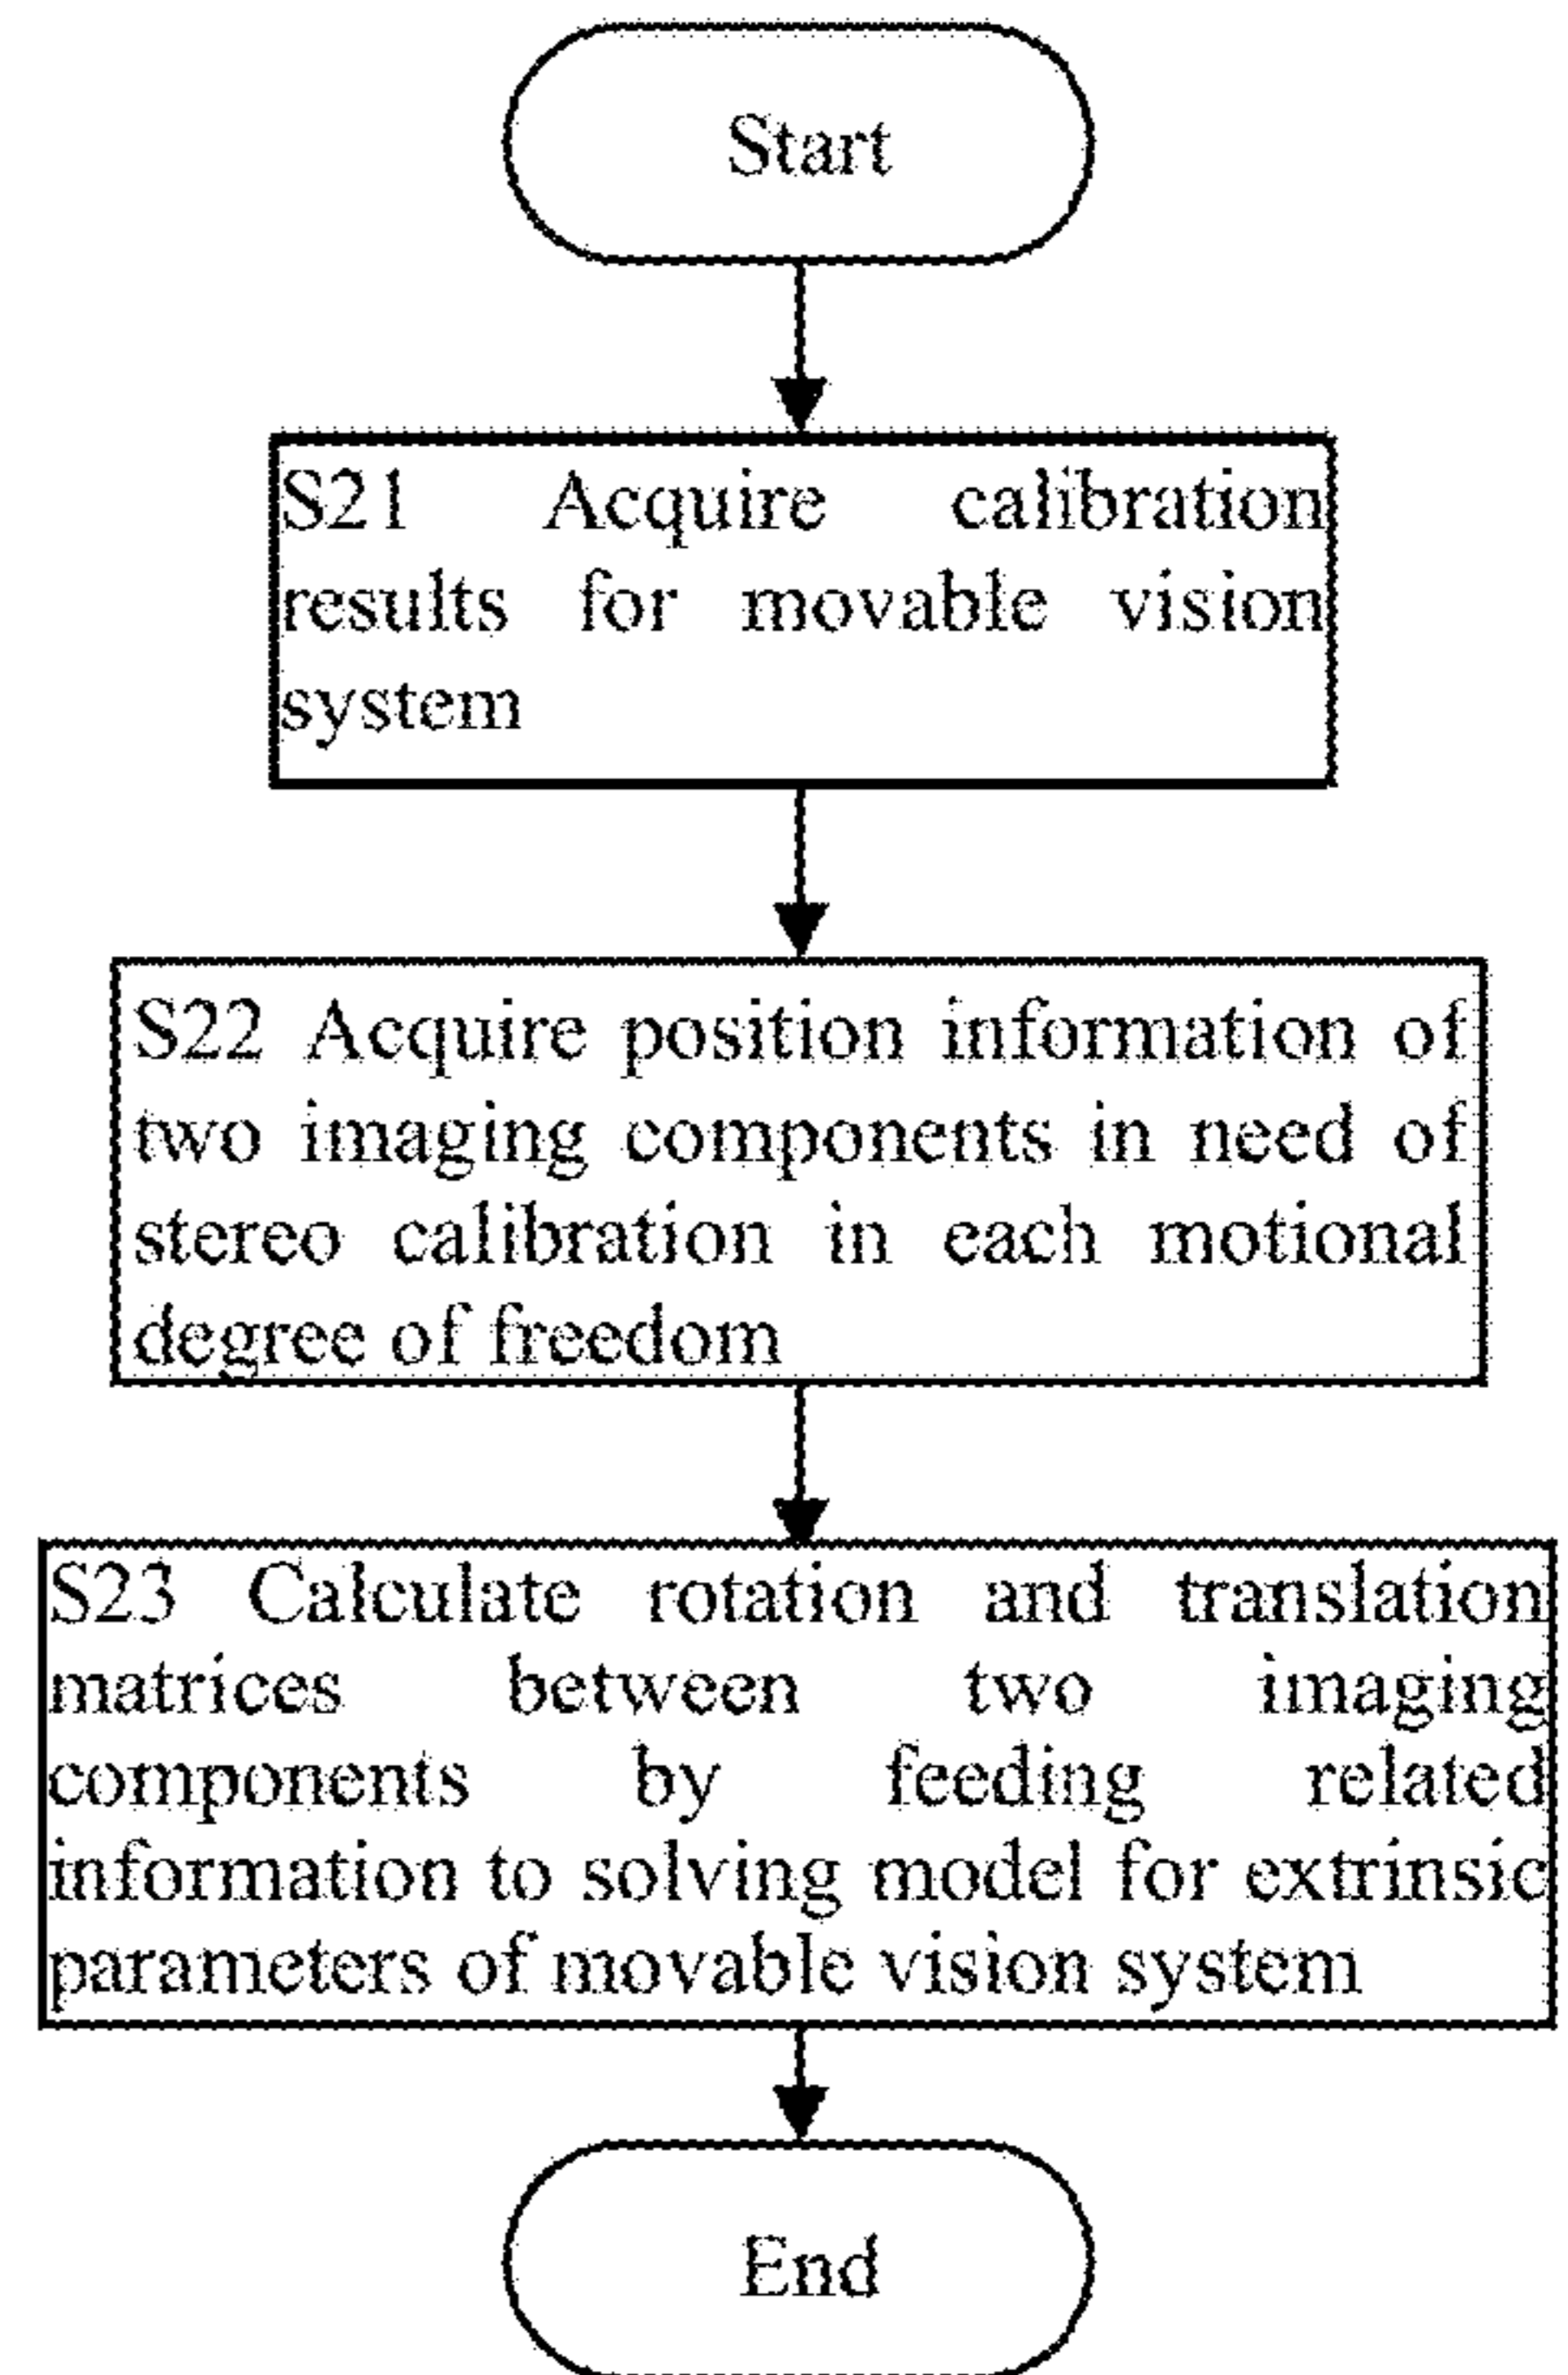 Start
S21 Acquire calibration
results for movable vision
system
S22 Acquire position information of
two imaging components in need of
stereo calibration in each motional
degree of freedom
S23 Calculate rotation and translation
matrices between two imaging
components by feeding related
information to solving model for extrinsic
parameters of movable vision system
End